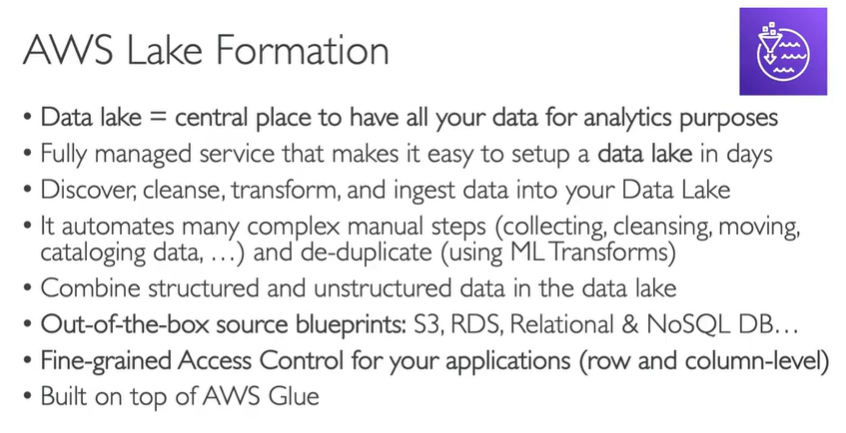 AWS Lake Formation
• Data lake = central place to have all your data for analytics purposes
• Fully managed service that makes it easy to setup a data lake in days
• Discover, cleanse, transform, and ingest data into your Data Lake
• It automates many complex manual steps (collecting, cleansing, moving,
cataloging data, …) and de-duplicate (using ML Transforms)
• Combine structured and unstructured data in the data lake
• Out-of-the-box source blueprints: S3, RDS, Relational & NoSQL DB…
• Fine-grained Access Control for your applications (row and column-level)
• Built on top of AWS Glue